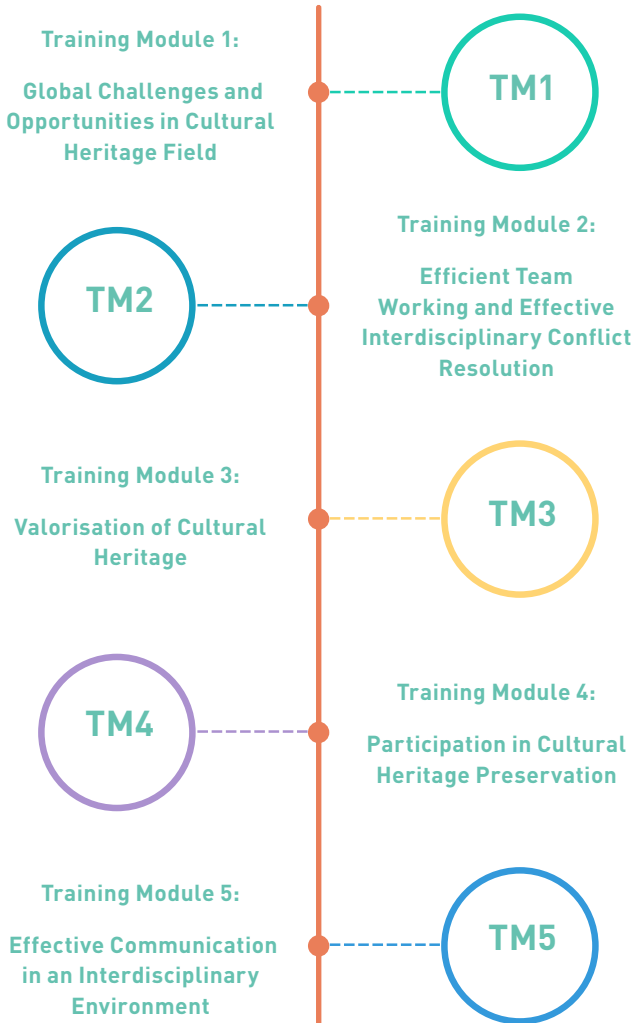 Training Module 1:
Global Challenges and
Opportunities in Cultural
Heritage Field
TM1
TM2
Training Module 2:
Efficient Team
Working and Effective
Interdisciplinary Conflict
Resolution
Training Module 3:
Valorisation of Cultural
Heritage
TM3
TM4
Training Module 4:
Participation in Cultural
Heritage Preservation
Training Module 5:
Effective Communication
in an Interdisciplinary
Environment
TM5